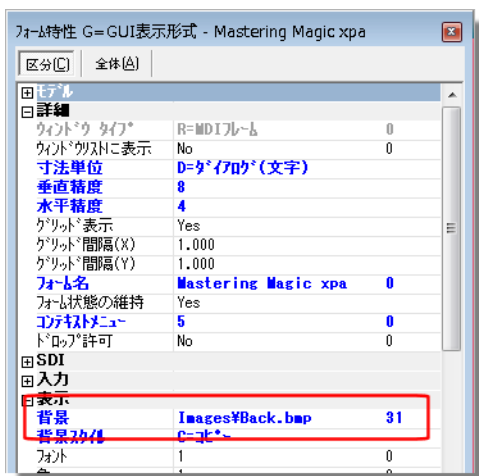 ﾌｫｰﾑ特性 G=GUI表示形式 - Mastering Magic xpa
区分(C) 全体(A)
モデル
詳細
ｳｨﾝﾄﾞｳ ﾀｲﾌﾟ R=MDIﾌﾚｰﾑ 0
ｳｨﾝﾄﾞｳﾘｽﾄに表示 No 0
寸法単位 D=ﾀﾞｲｱﾛｸﾞ(文字)
垂直精度 8
水平精度 4
ｸﾞﾘｯﾄﾞ表示 Yes
ｸﾞﾘｯﾄﾞ間隔(X) 1.000
ｸﾞﾘｯﾄﾞ間隔(Y) 1.000
ﾌｫｰﾑ名 Mastering Magic xpa 0
ﾌｫｰﾑ状態の維持 Yes
ｺﾝﾃｷｽﾄﾒﾆｭｰ 5 0
ﾄﾞﾛｯﾌﾟ許可 No 0
SDI
入力
表示
背景 Images¥Back.bmp 31
背景ｽﾀｲﾙ C=ｺﾋﾟｰ
ﾌｫﾝﾄ 1 0
色 1 0